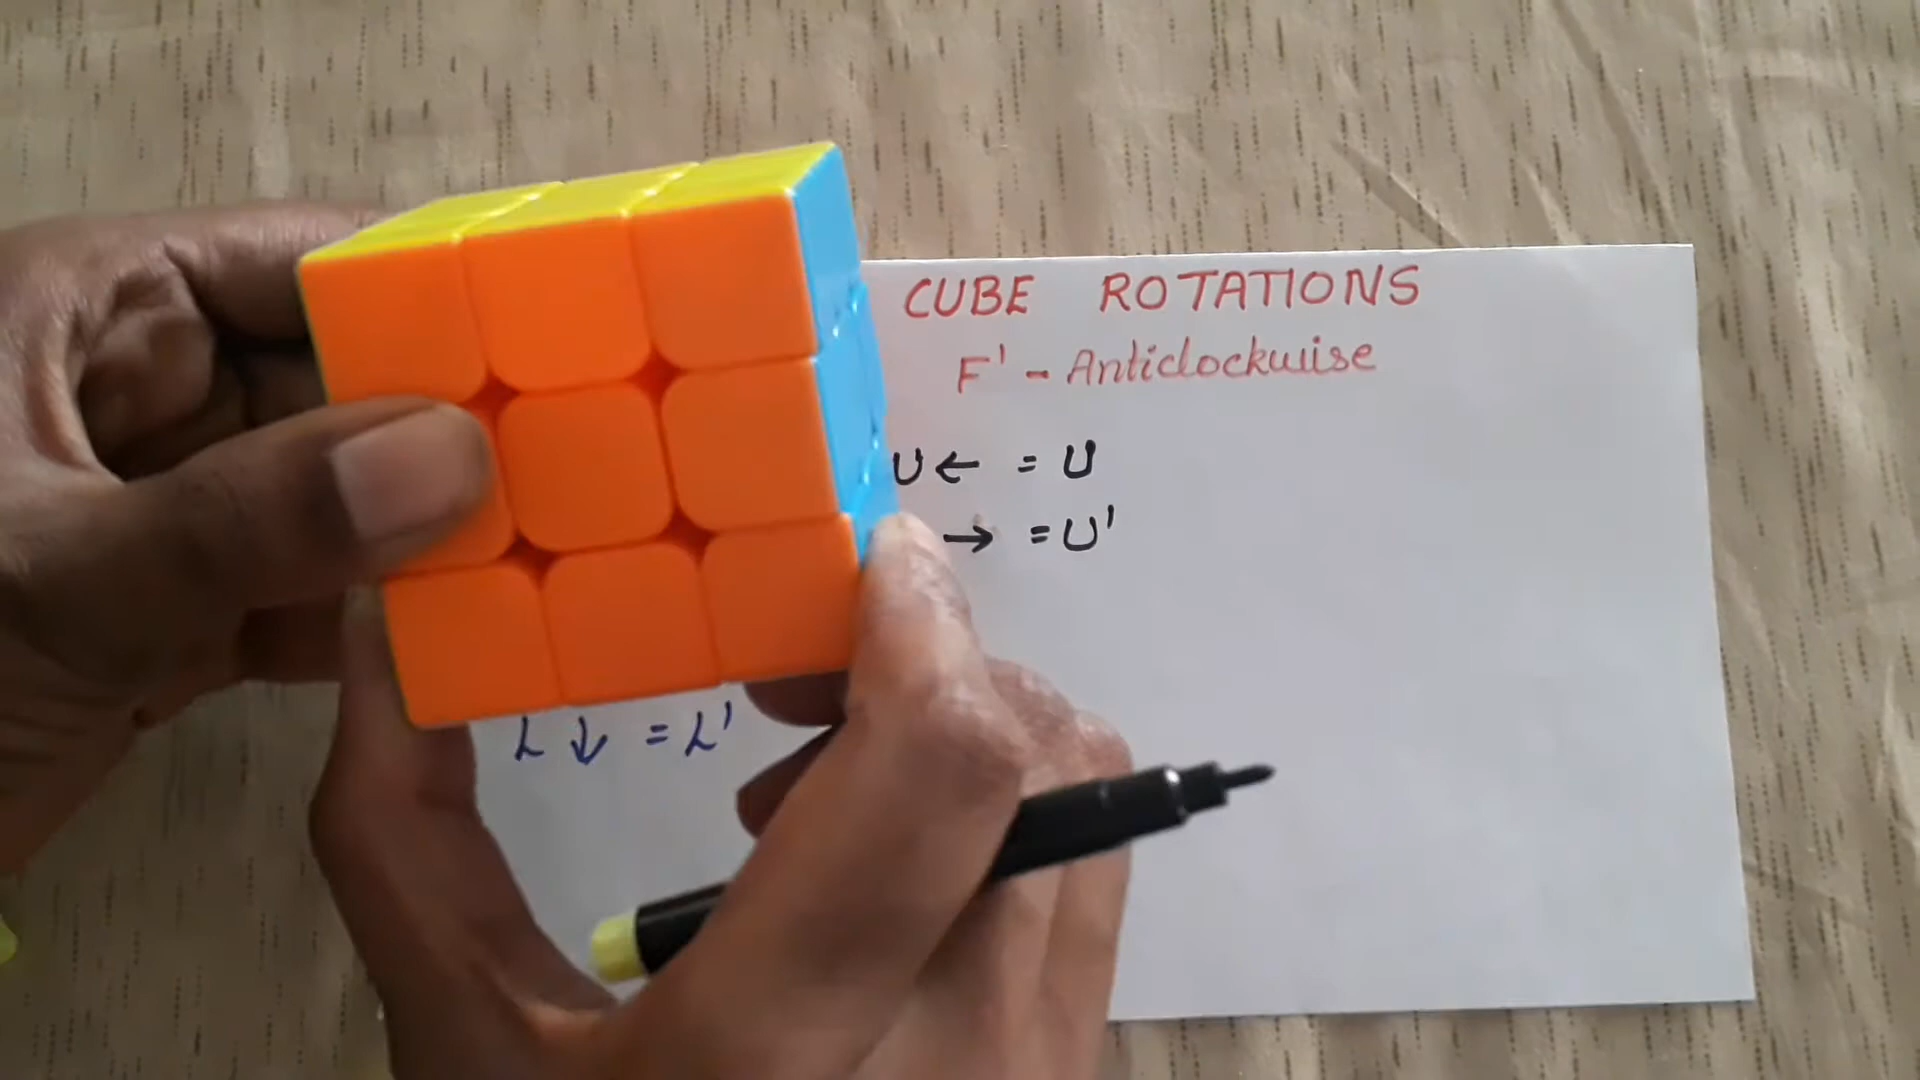 CUBE ROTATIONS
F' - Anticlockwise
U ← = U
→ = U'
L ↓ = L'